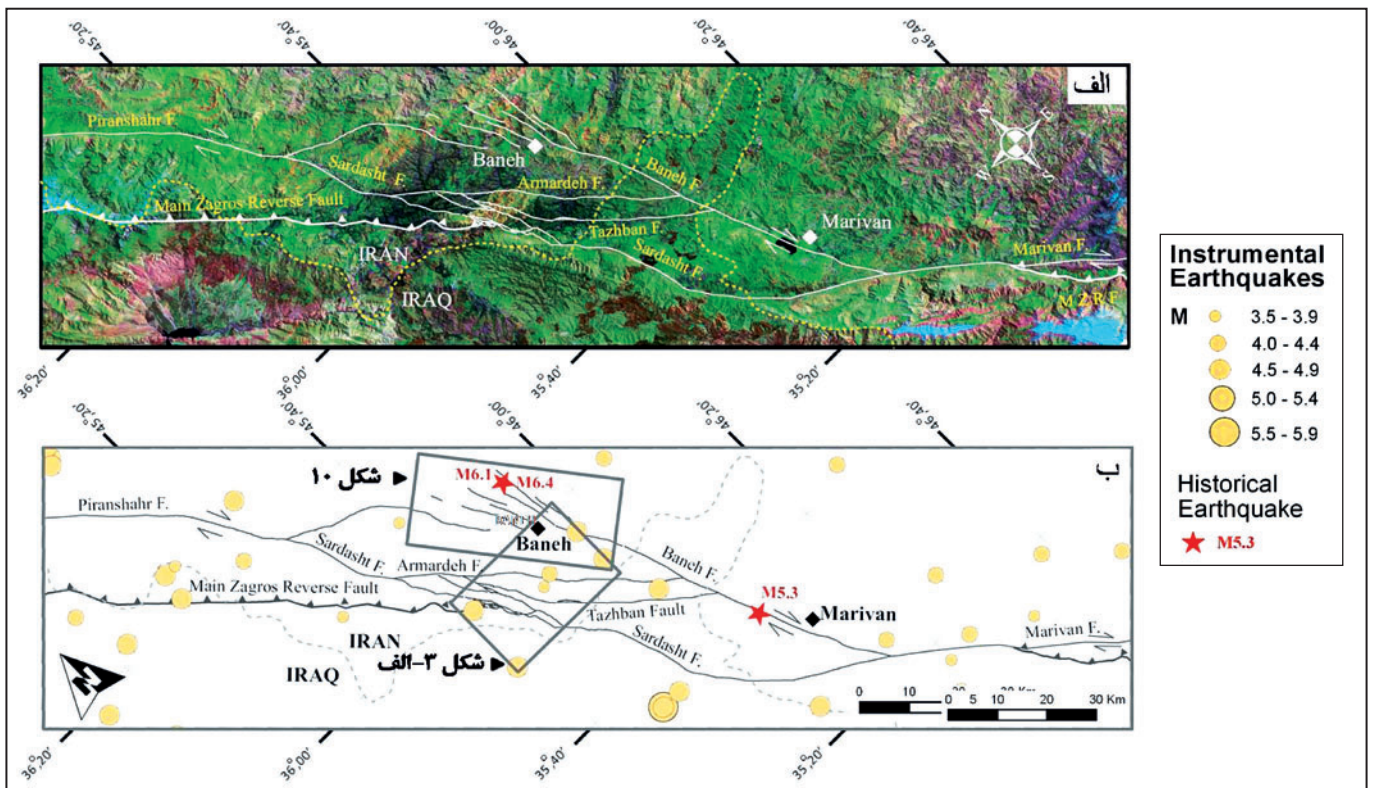 45°,20'
45°,40'
46°,00'
46°,20'
46°,40'
الف
Piranshahr F.
N
E
W
S
Baneh
Sardasht F.
Armardeh F.
Baneh F.
Main Zagros Reverse Fault
Tazhban F.
Marivan
IRAN
Sardasht F.
Marivan F.
IRAQ
M Z R F
36°,20'
36°,00'
35°,40'
35°,20'
45°,20'
45°,40'
46°,00'
46°,20'
46°,40'
ب
شکل ۱۰
M6.1
M6.4
Piranshahr F.
Baneh
Sardasht F.
Armardeh F.
Baneh F.
Main Zagros Reverse Fault
Tazhban Fault
M5.3
Marivan
IRAN
Sardasht F.
Marivan F.
شکل ۳-الف
IRAQ
N
0 10
0 5 10 20 30 Km
36°,20'
36°,00'
35°,40'
35°,20'
Instrumental
Earthquakes
M 3.5 - 3.9
4.0 - 4.4
4.5 - 4.9
5.0 - 5.4
5.5 - 5.9
Historical
Earthquake
M5.3